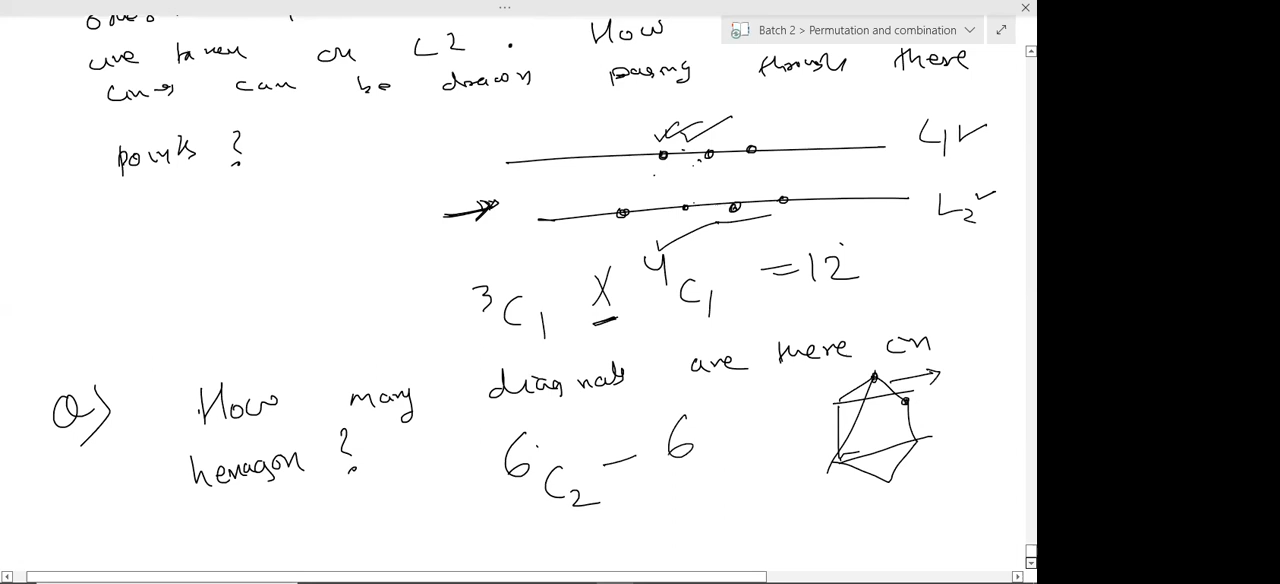 Batch 2 > Permutation and combination
are taken on L2 . How
lines can be drawn passing through these
points ?
L1
L2
3C1 X 4C1 = 12
Q) How many diagnals are there in
hexagon ? 6C2 - 6